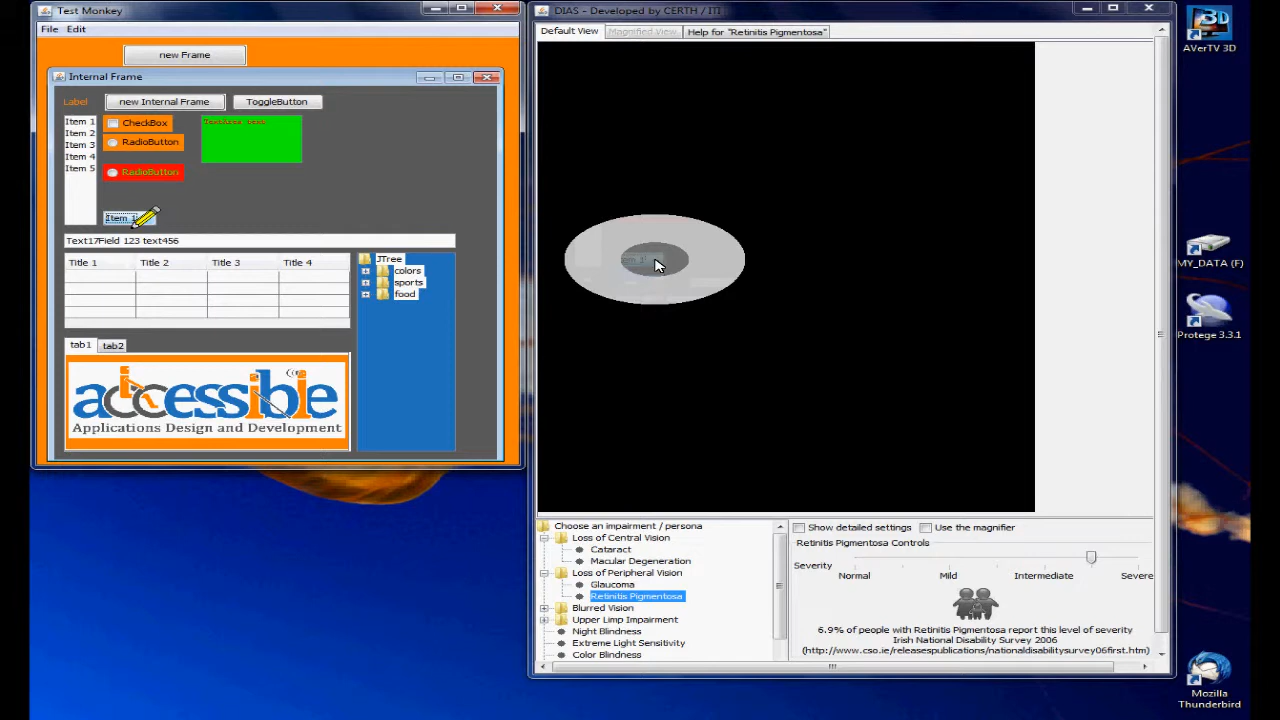 Test Monkey
File Edit
new Frame
Internal Frame
Label
new Internal Frame
ToggleButton
Item 1
Item 2
Item 3
Item 4
Item 5
CheckBox
RadioButton
RadioButton
TextArea text
Item 1
Text17Field 123 text456
Title 1 Title 2 Title 3 Title 4
JTree
colors
sports
food
tab1 tab2
accessible
Applications Design and Development
DIAS - Developed by CERTH / ITI
Default View Magnified View Help for "Retinitis Pigmentosa"
Choose an impairment / persona
Loss of Central Vision
Cataract
Macular Degeneration
Loss of Peripheral Vision
Glaucoma
Retinitis Pigmentosa
Blurred Vision
Upper Limp Impairment
Night Blindness
Extreme Light Sensitivity
Color Blindness
Show detailed settings Use the magnifier
Retinitis Pigmentosa Controls
Severity
Normal Mild Intermediate Severe
6.9% of people with Retinitis Pigmentosa report this level of severity
Irish National Disability Survey 2006
(http://www.cso.ie/releasespublications/nationaldisabilitysurvey06first.htm)
AVerTV 3D
MY_DATA (F)
Protege 3.3.1
Mozilla
Thunderbird